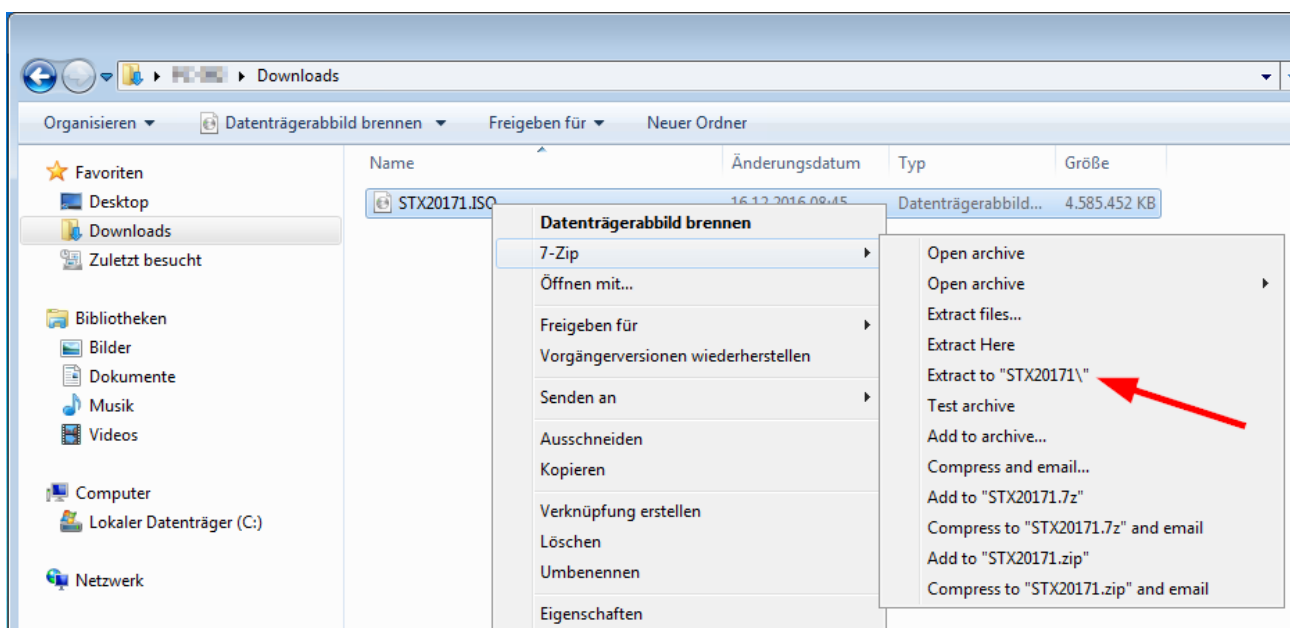 Downloads
Organisieren
Datenträgerabbild brennen
Freigeben für
Neuer Ordner
Favoriten
Desktop
Downloads
Zuletzt besucht
Bibliotheken
Bilder
Dokumente
Musik
Videos
Computer
Lokaler Datenträger (C:)
Netzwerk
Name
Änderungsdatum
Typ
Größe
STX20171.ISO
16.12.2016 08:45
Datenträgerabbild...
4.585.452 KB
Datenträgerabbild brennen
7-Zip
Öffnen mit...
Freigeben für
Vorgängerversionen wiederherstellen
Senden an
Ausschneiden
Kopieren
Verknüpfung erstellen
Löschen
Umbenennen
Eigenschaften
Open archive
Open archive
Extract files...
Extract Here
Extract to "STX20171\"
Test archive
Add to archive...
Compress and email...
Add to "STX20171.7z"
Compress to "STX20171.7z" and email
Add to "STX20171.zip"
Compress to "STX20171.zip" and email